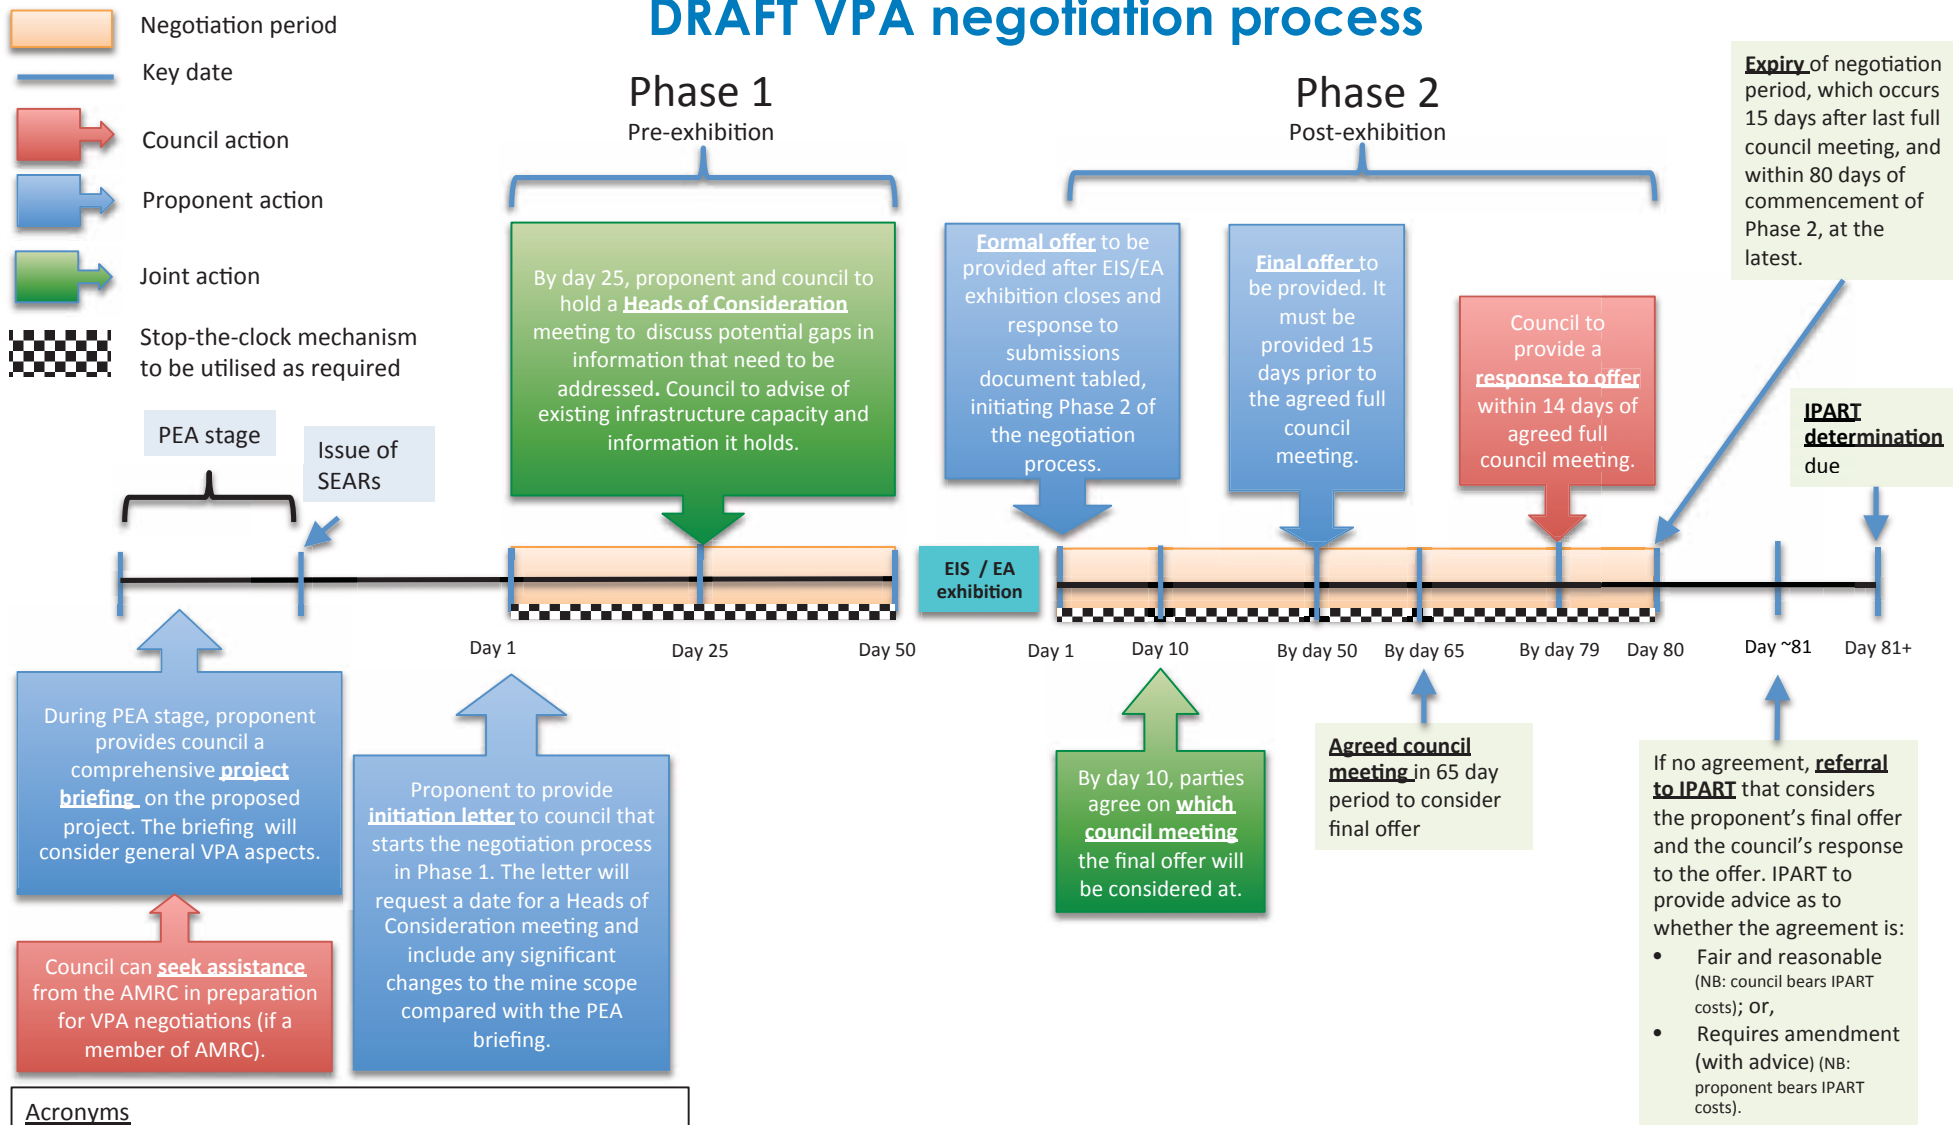 DRAFT VPA negotiation process
Negotiation period
Key date
Council action
Proponent action
Joint action
Stop-the-clock mechanism
to be utilised as required
Phase 1
Pre-exhibition
Phase 2
Post-exhibition
Expiry of negotiation
period, which occurs
15 days after last full
council meeting, and
within 80 days of
commencement of
Phase 2, at the
latest.
By day 25, proponent and council to
hold a Heads of Consideration
meeting to discuss potential gaps in
information that need to be
addressed. Council to advise of
existing infrastructure capacity and
information it holds.
Formal offer to be
provided after EIS/EA
exhibition closes and
response to
submissions
document tabled,
initiating Phase 2 of
the negotiation
process.
Final offer to
be provided. It
must be
provided 15
days prior to
the agreed full
council
meeting.
Council to
provide a
response to offer
within 14 days of
agreed full
council meeting.
IPART
determination
due
PEA stage
Issue of
SEARs
EIS / EA
exhibition
Day 1
Day 25
Day 50
Day 1
Day 10
By day 50
By day 65
By day 79
Day 80
Day ~81
Day 81+
During PEA stage, proponent
provides council a
comprehensive project
briefing on the proposed
project. The briefing will
consider general VPA aspects.
Council can seek assistance
from the AMRC in preparation
for VPA negotiations (if a
member of AMRC).
Proponent to provide
initiation letter to council that
starts the negotiation process
in Phase 1. The letter will
request a date for a Heads of
Consideration meeting and
include any significant
changes to the mine scope
compared with the PEA
briefing.
By day 10, parties
agree on which
council meeting
the final offer will
be considered at.
Agreed council
meeting in 65 day
period to consider
final offer
If no agreement, referral
to IPART that considers
the proponent's final offer
and the council's response
to the offer. IPART to
provide advice as to
whether the agreement is:
• Fair and reasonable
(NB: council bears IPART
costs); or,
• Requires amendment
(with advice) (NB:
proponent bears IPART
costs).
Acronyms